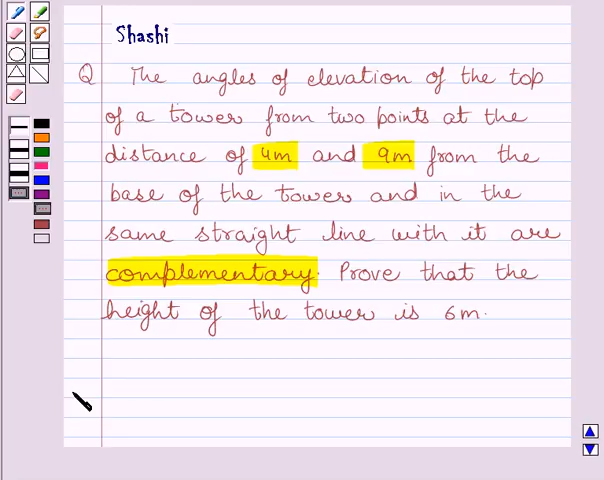 Shashi
Q The angles of elevation of the top
of a tower from two points at the
distance of 4m and 9m from the
base of the tower and in the
same straight line with it are
complementary. Prove that the
height of the tower is 6m.